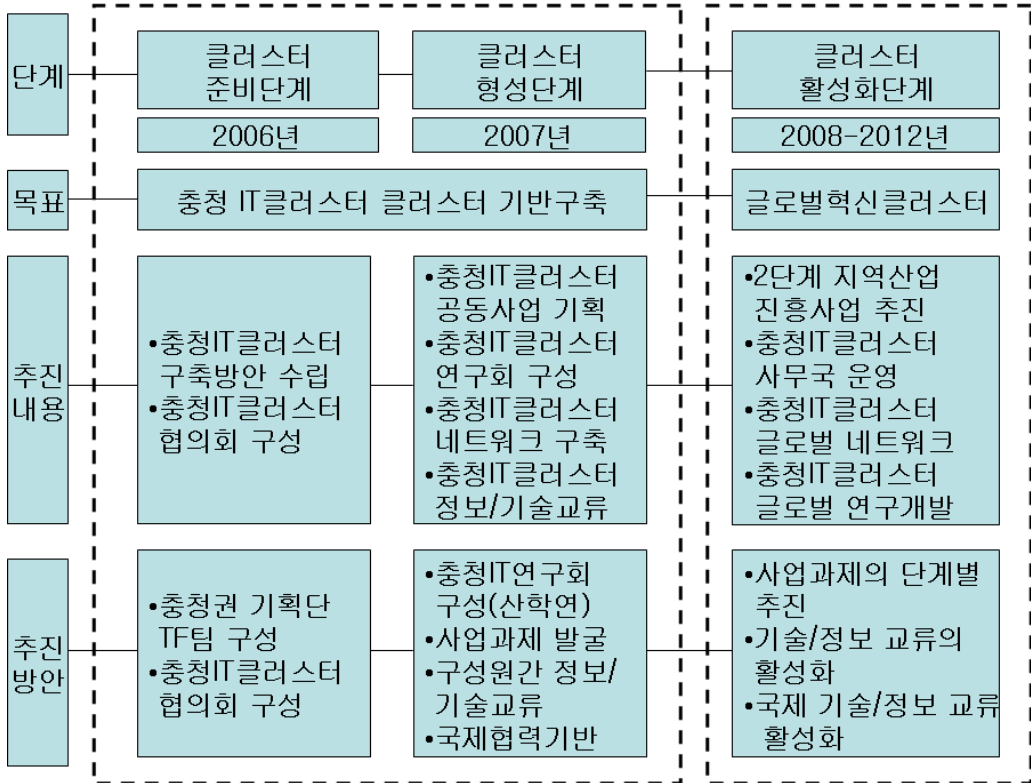 단계
클러스터
준비단계
클러스터
형성단계
클러스터
활성화단계
2006년
2007년
2008-2012년
목표
충청 IT클러스터 클러스터 기반구축
글로벌혁신클러스터
추진
내용
•충청IT클러스터
구축방안 수립
•충청IT클러스터
협의회 구성
•충청IT클러스터
공동사업 기획
•충청IT클러스터
연구회 구성
•충청IT클러스터
네트워크 구축
•충청IT클러스터
정보/기술교류
•2단계 지역산업
진흥사업 추진
•충청IT클러스터
사무국 운영
•충청IT클러스터
글로벌 네트워크
•충청IT클러스터
글로벌 연구개발
추진
방안
•충청권 기획단
TF팀 구성
•충청IT클러스터
협의회 구성
•충청IT연구회
구성(산학연)
•사업과제 발굴
•구성원간 정보/
기술교류
•국제협력기반
•사업과제의 단계별
추진
•기술/정보 교류의
활성화
•국제 기술/정보 교류
활성화